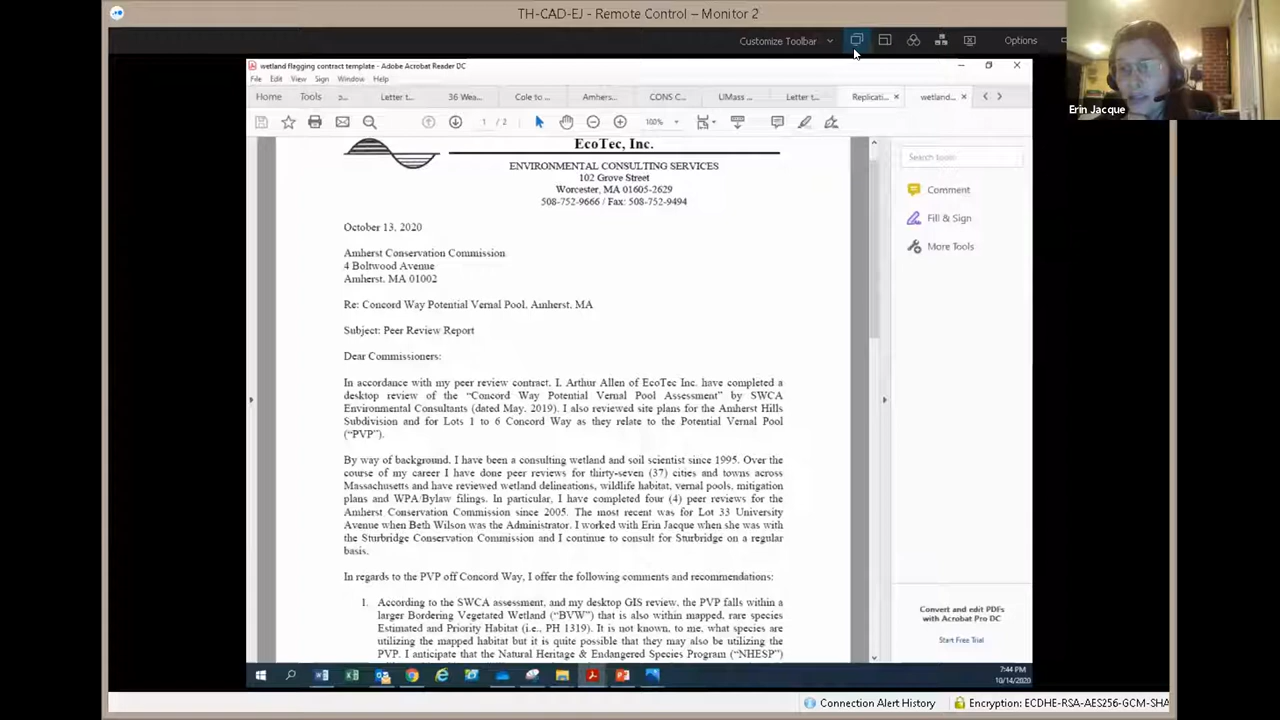 TH-CAD-EJ - Remote Control – Monitor 2
Customize Toolbar
Options
Erin Jacque
wetland flagging contract template - Adobe Acrobat Reader DC
File Edit View Sign Window Help
Home Tools Letter t... 36 Wea... Cole to ... Amhers... CONS C... UMass ... Letter t... Replicati... × wetland... ×
1 / 2 100%
EcoTec, Inc.
ENVIRONMENTAL CONSULTING SERVICES
102 Grove Street
Worcester, MA 01605-2629
508-752-9666 / Fax: 508-752-9494
October 13, 2020
Amherst Conservation Commission
4 Boltwood Avenue
Amherst, MA 01002
Re: Concord Way Potential Vernal Pool, Amherst, MA
Subject: Peer Review Report
Dear Commissioners:
In accordance with my peer review contract, I, Arthur Allen of EcoTec Inc. have completed a
desktop review of the “Concord Way Potential Vernal Pool Assessment” by SWCA
Environmental Consultants (dated May, 2019). I also reviewed site plans for the Amherst Hills
Subdivision and for Lots 1 to 6 Concord Way as they relate to the Potential Vernal Pool
(“PVP”).
By way of background, I have been a consulting wetland and soil scientist since 1995. Over the
course of my career I have done peer reviews for thirty-seven (37) cities and towns across
Massachusetts and have reviewed wetland delineations, wildlife habitat, vernal pools, mitigation
plans and WPA/Bylaw filings. In particular, I have completed four (4) peer reviews for the
Amherst Conservation Commission since 2005. The most recent was for Lot 33 University
Avenue when Beth Wilson was the Administrator. I worked with Erin Jacque when she was with
the Sturbridge Conservation Commission and I continue to consult for Sturbridge on a regular
basis.
In regards to the PVP off Concord Way, I offer the following comments and recommendations:
1. According to the SWCA assessment, and my desktop GIS review, the PVP falls within a
larger Bordering Vegetated Wetland (“BVW”) that is also within mapped, rare species
Estimated and Priority Habitat (i.e., PH 1319). It is not known, to me, what species are
utilizing the mapped habitat but it is quite possible that they may also be utilizing the
PVP. I anticipate that the Natural Heritage & Endangered Species Program (“NHESP”)
Search Tools
Comment
Fill & Sign
More Tools
Convert and edit PDFs
with Acrobat Pro DC
Start Free Trial
7:44 PM
10/14/2020
Connection Alert History
Encryption: ECDHE-RSA-AES256-GCM-SHA